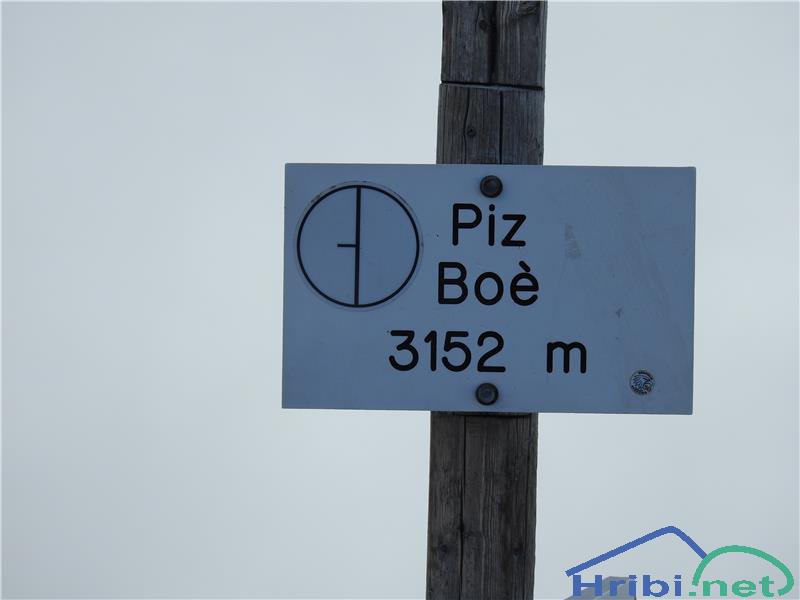 Piz
Boè
3152 m
Hribi.net